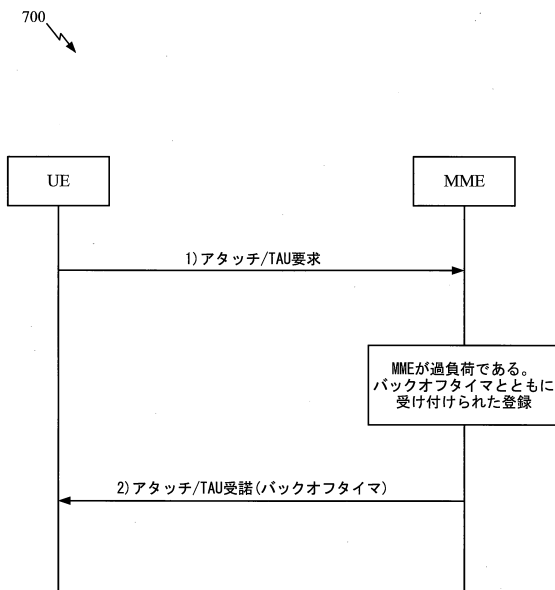 700
UE
MME
1)アタッチ/TAU要求
MMEが過負荷である。
バックオフタイマとともに
受け付けられた登録
2)アタッチ/TAU受諾(バックオフタイマ)